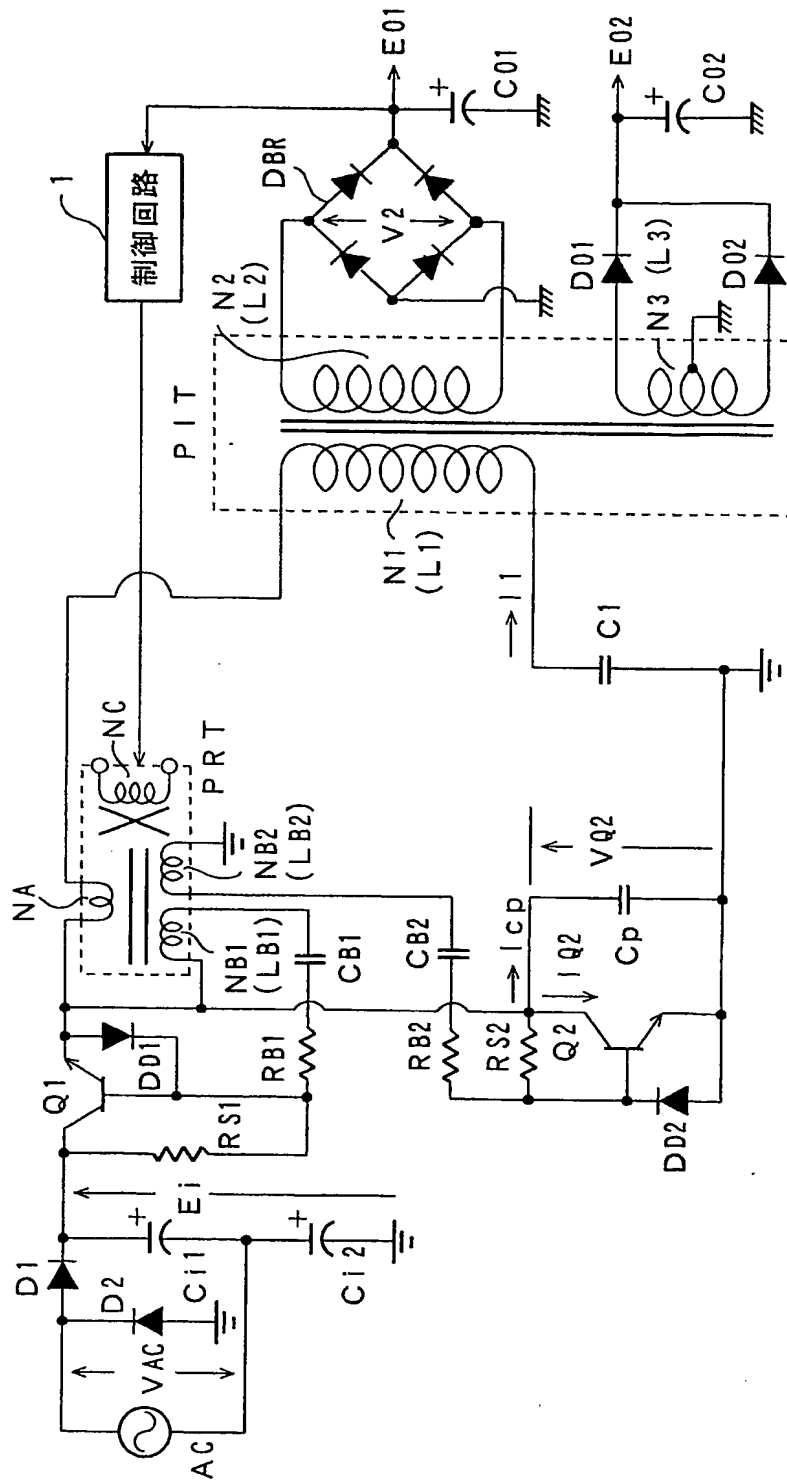 AC
VAC
D1
D2
Ci1
+
Ci2
+
Ei
Q1
RS1
DD1
RB1
CB1
NB1
(LB1)
NB2
(LB2)
NA
NC
PRT
1
制御回路
RB2
CB2
RS2
Q2
DD2
Icp
IQ2
Cp
VQ2
C1
I1
N1
(L1)
PIT
N2
(L2)
DBR
V2
+
C01
E01
D01
N3 (L3)
D02
+
C02
E02